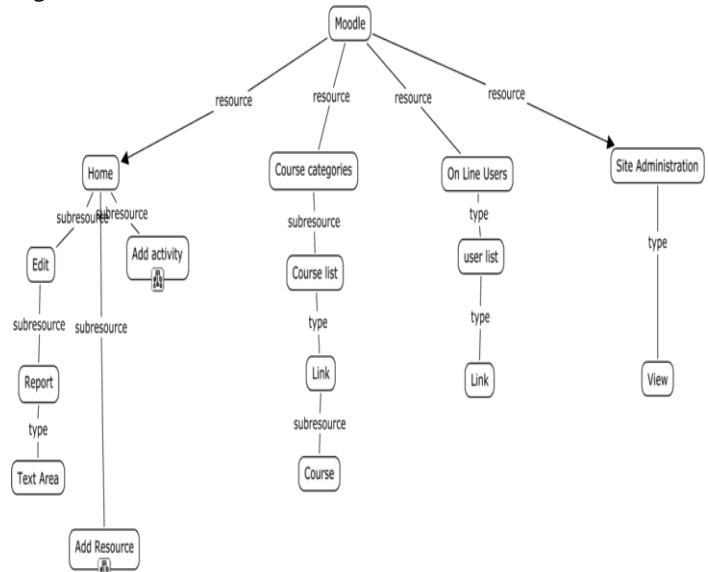 Moodle
resource
resource
resource
resource
Home
Course categories
On Line Users
Site Administration
subresource
subresource
subresource
type
type
Edit
Add activity
Course list
user list
subresource
subresource
type
type
Report
Link
Link
View
type
subresource
Text Area
Course
Add Resource